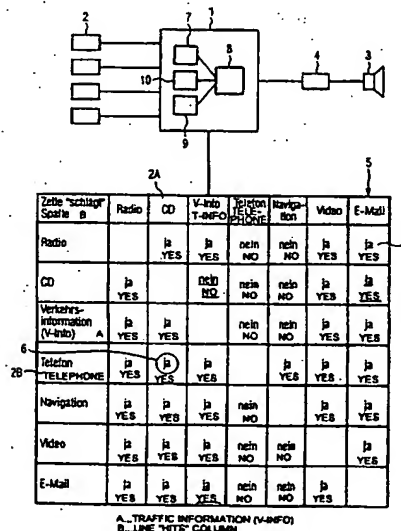 2
1
7
8
10
9
4
3
2A
5
Zeile "schlägt" Spalte B
Radio
CD
V-Info T-INFO
Telefon TELE-PHONE
Naviga-tion
Video
E-Mail
Radio
ja ja nein nein ja ja
YES YES NO NO YES YES
CD
ja nein nein nein ja ja
YES NO NO NO YES YES
Verkehrs-
information
(V-Info) A
ja ja nein nein ja ja
YES YES NO NO YES YES
6
2B
Telefon
TELEPHONE
ja ja ja ja ja ja
YES YES YES YES YES YES
Navigation
ja ja ja nein ja ja
YES YES YES NO YES YES
Video
ja ja ja nein nein ja
YES YES YES NO NO YES
E-Mail
ja ja ja nein nein ja
YES YES YES NO NO YES
A...TRAFFIC INFORMATION (V-INFO)
B...LINE "HITS" COLUMN